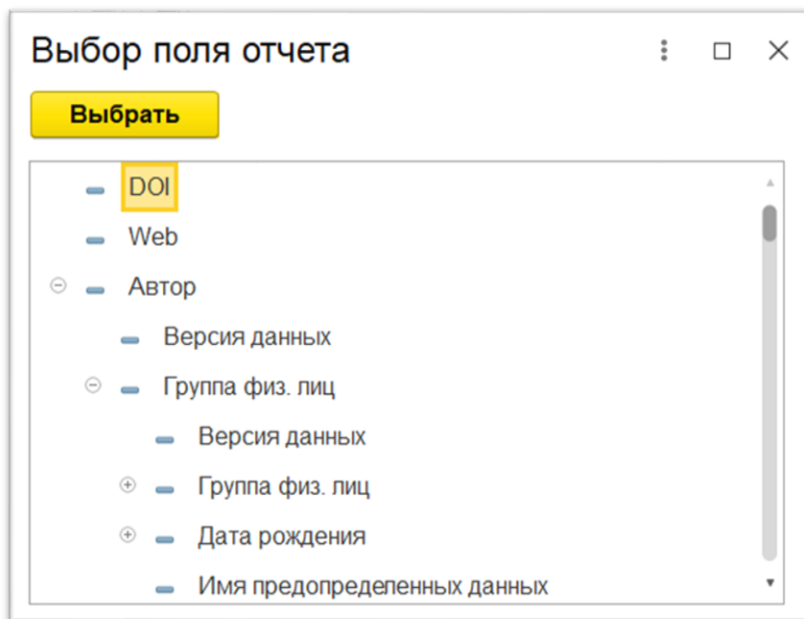 Выбор поля отчета
Выбрать
DOI
Web
Автор
Версия данных
Группа физ. лиц
Версия данных
Группа физ. лиц
Дата рождения
Имя предопределенных данных